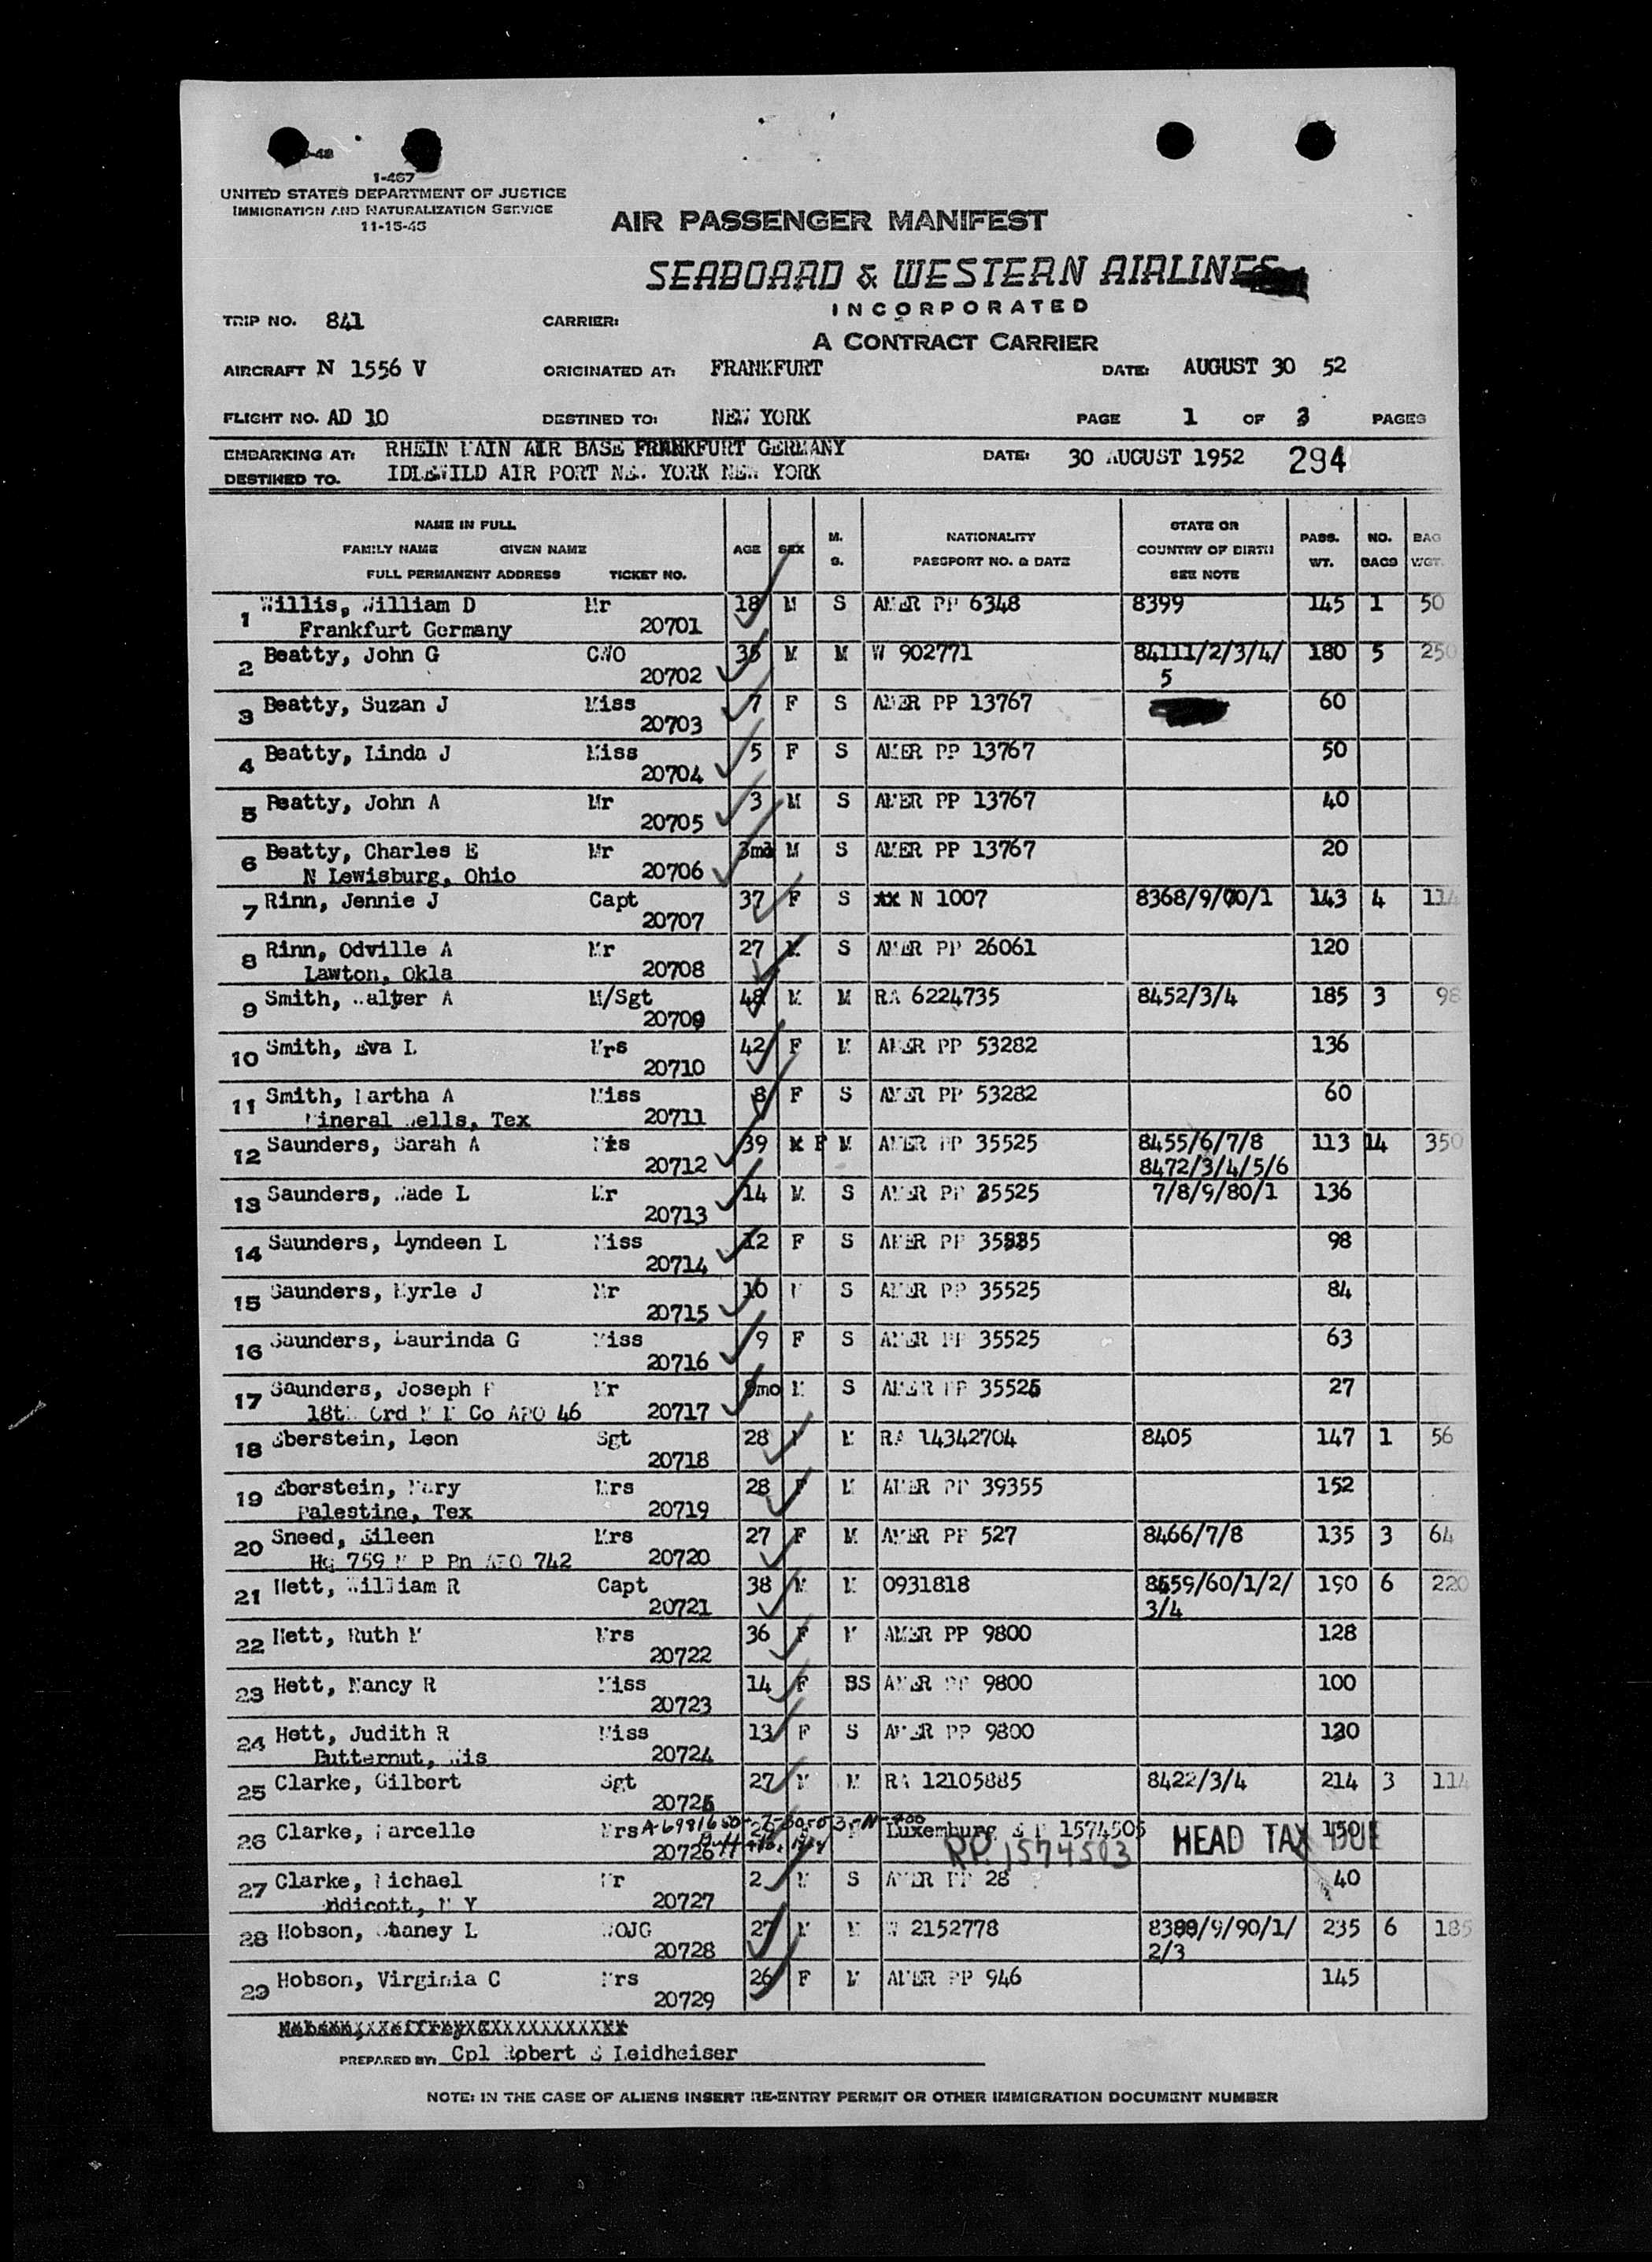 1-467
UNITED STATES DEPARTMENT OF JUSTICE
IMMIGRATION AND NATURALIZATION SERVICE
11-15-45
AIR PASSENGER MANIFEST
SEABOARD & WESTERN AIRLINES
INCORPORATED
A CONTRACT CARRIER
TRIP NO. 841 CARRIER:
AIRCRAFT N 1556 V ORIGINATED AT: FRANKFURT DATE: AUGUST 30 52
FLIGHT NO. AD 10 DESTINED TO: NEW YORK PAGE 1 OF 3 PAGES
EMBARKING AT: RHEIN MAIN AIR BASE FRANKFURT GERMANY DATE: 30 AUGUST 1952 294
DESTINED TO. IDLEWILD AIR PORT NEW YORK NEW YORK
NAME IN FULL
FAMILY NAME GIVEN NAME
FULL PERMANENT ADDRESS TICKET NO.
AGE SEX M. S. NATIONALITY PASSPORT NO. & DATE STATE OR COUNTRY OF BIRTH SEE NOTE PASS. WT. NO. BAGS BAG WGT.
1 Willis, William D Mr 18 M S AMER PP 6348 8399 145 1 50
Frankfurt Germany 20701
2 Beatty, John G CWO 35 M M W 902771 84111/2/3/4/ 180 5 250
20702 5
3 Beatty, Suzan J Miss 7 F S AMER PP 13767 60
20703
4 Beatty, Linda J Miss 5 F S AMER PP 13767 50
20704
5 Beatty, John A Mr 3 M S AMER PP 13767 40
20705
6 Beatty, Charles E Mr 3mo M S AMER PP 13767 20
N Lewisburg, Ohio 20706
7 Rinn, Jennie J Capt 37 F S xx N 1007 8368/9/70/1 143 4 114
20707
8 Rinn, Odville A Mr 27 M S AMER PP 26061 120
Lawton, Okla 20708
9 Smith, Walter A M/Sgt 48 M M RA 6224735 8452/3/4 185 3 98
20709
10 Smith, Eva L Mrs 42 F M AMER PP 53282 136
20710
11 Smith, Martha A Miss 8 F S AMER PP 53282 60
Mineral Wells, Tex 20711
12 Saunders, Sarah A 39 F M AMER PP 35525 8455/6/7/8 113 14 350
20712 8472/3/4/5/6
13 Saunders, Wade L Mr 14 M S AMER PP 35525 7/8/9/80/1 136
20713
14 Saunders, Lyndeen L Miss 12 F S AMER PP 35525 98
20714
15 Saunders, Myrle J Mr 10 M S AMER PP 35525 84
20715
16 Saunders, Laurinda G Miss 9 F S AMER PP 35525 63
20716
17 Saunders, Joseph P Mr 9mo M S AMER PP 35525 27
18th Ord M M Co APO 46 20717
18 Eberstein, Leon Sgt 28 M M RA 14342704 8405 147 1 56
20718
19 Eberstein, Mary Mrs 28 F M AMER PP 39355 152
Palestine, Tex 20719
20 Sneed, Eileen Mrs 27 F M AMER PP 527 8466/7/8 135 3 64
Hq 759 M P Bn APO 742 20720
21 Hett, William R Capt 38 M M 0931818 8459/60/1/2/ 190 6 220
20721 3/4
22 Hett, Ruth M Mrs 36 F M AMER PP 9800 128
20722
23 Hett, Nancy R Miss 14 F S AMER PP 9800 100
20723
24 Hett, Judith R Miss 13 F S AMER PP 9800 120
Butternut, Wis 20724
25 Clarke, Gilbert Sgt 27 M M RA 12105885 8422/3/4 214 3 114
20725
26 Clarke, Marcelle Mrs Luxemburg 1574505 HEAD TAX DUE 150
20726 PP. 1574503
27 Clarke, Michael Mr 2 M S AMER PP 28 40
Endicott, N Y 20727
28 Hobson, Chaney L WOJG 27 M M W 2152778 8388/9/90/1/ 235 6 185
20728 2/3
29 Hobson, Virginia C Mrs 26 F M AMER PP 946 145
20729
PREPARED BY: Cpl Robert E Leidheiser
NOTE: IN THE CASE OF ALIENS INSERT RE-ENTRY PERMIT OR OTHER IMMIGRATION DOCUMENT NUMBER